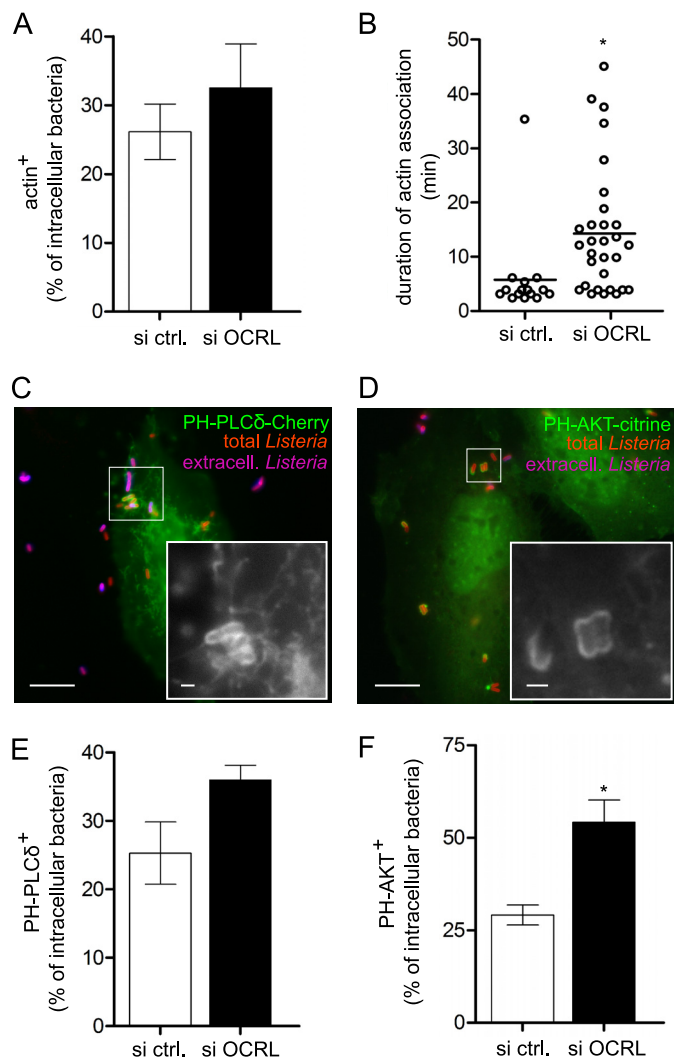 A
actin+
(% of intracellular bacteria)
40
30
20
10
0
si ctrl.
si OCRL
B
duration of actin association
(min)
50
40
30
20
10
0
*
si ctrl.
si OCRL
C
PH-PLCδ-Cherry
total Listeria
extracell. Listeria
D
PH-AKT-citrine
total Listeria
extracell. Listeria
E
PH-PLCδ+
(% of intracellular bacteria)
40
30
20
10
0
si ctrl.
si OCRL
F
PH-AKT+
(% of intracellular bacteria)
75
50
25
0
*
si ctrl.
si OCRL